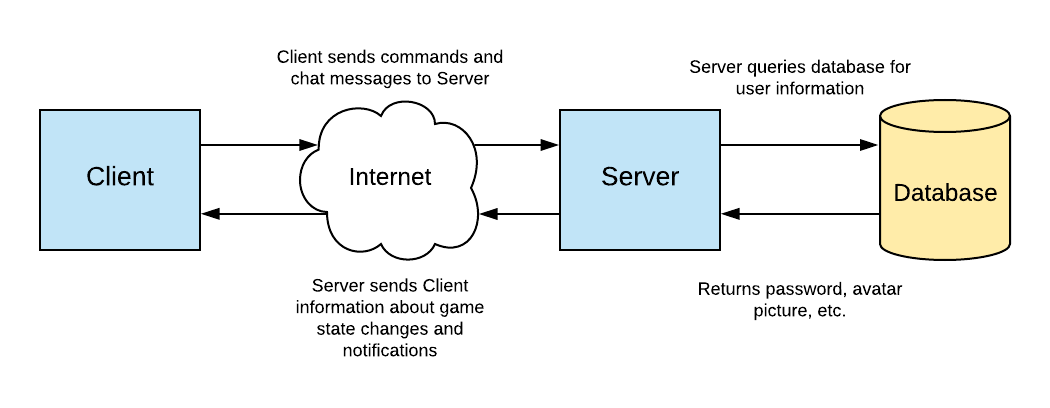 Client sends commands and
chat messages to Server
Server queries database for
user information
Client
Internet
Server
Database
Server sends Client
information about game
state changes and
notifications
Returns password, avatar
picture, etc.